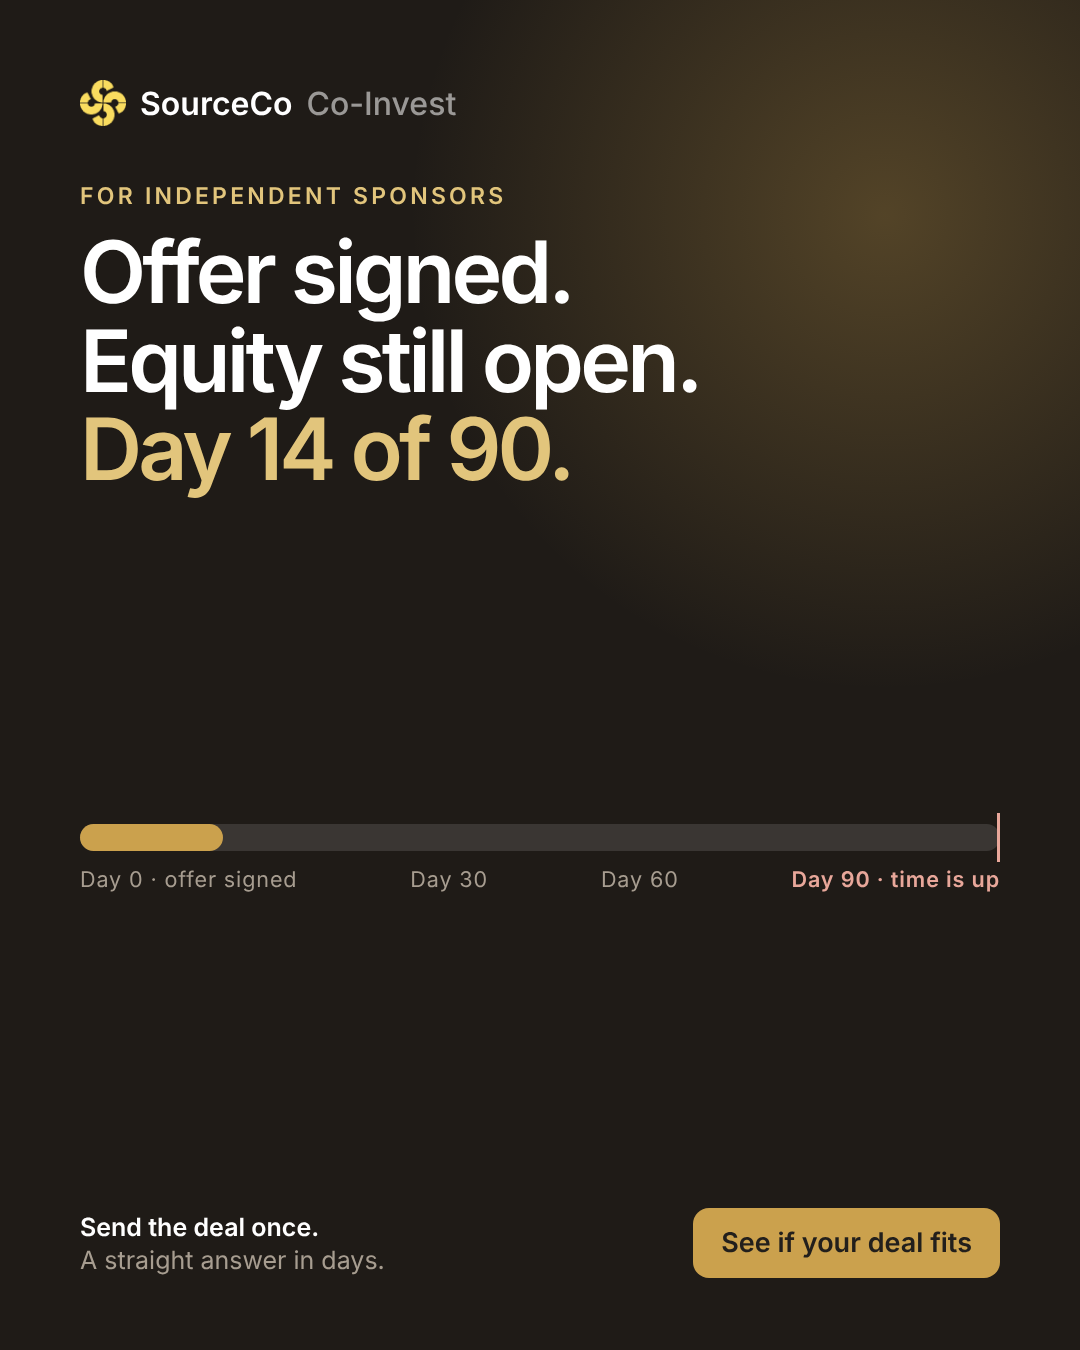 SourceCo Co-Invest
FOR INDEPENDENT SPONSORS
Offer signed.
Equity still open.
Day 14 of 90.
Day 0 · offer signed
Day 30
Day 60
Day 90 · time is up
Send the deal once.
A straight answer in days.
See if your deal fits